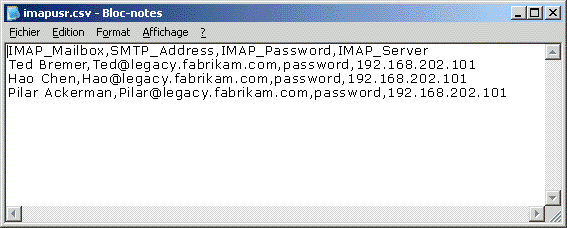 imapusr.csv - Bloc-notes
Fichier Edition Format Affichage ?
IMAP_Mailbox,SMTP_Address,IMAP_Password,IMAP_Server
Ted Bremer,Ted@legacy.fabrikam.com,password,192.168.202.101
Hao Chen,Hao@legacy.fabrikam.com,password,192.168.202.101
Pilar Ackerman,Pilar@legacy.fabrikam.com,password,192.168.202.101